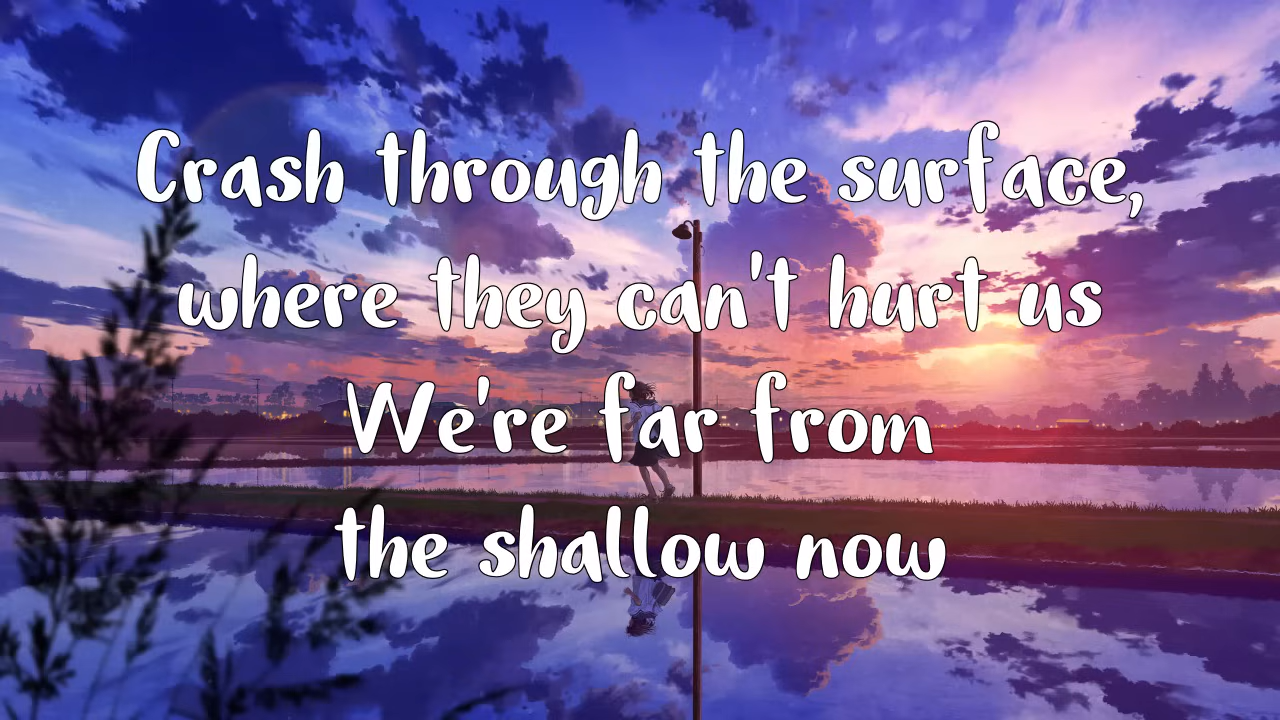 Crash through the surface,
where they can't hurt us
We're far from
the shallow now